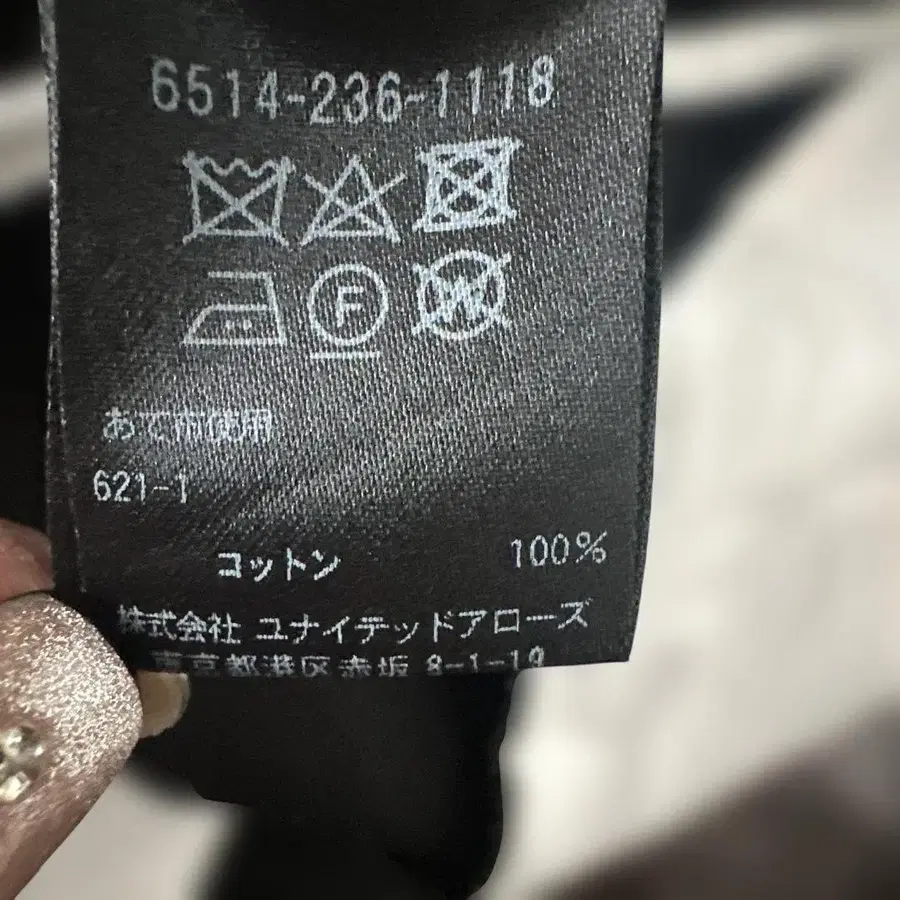 6514-236-1118
F
W
あて布使用
621-1
コットン 100%
株式会社 ユナイテッドアローズ
東京都港区赤坂 8-1-19